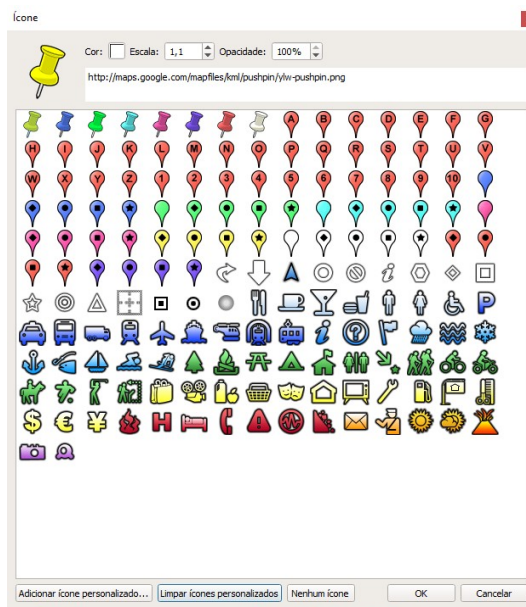 Ícone
Cor: Escala: 1,1 Opacidade: 100%
http://maps.google.com/mapfiles/kml/pushpin/ylw-pushpin.png
A B C D E F G
H I J K L M N O P Q R S T U V
W X Y Z 1 2 3 4 5 6 7 8 9 10
P
H
Adicionar ícone personalizado... Limpar ícones personalizados Nenhum ícone OK Cancelar